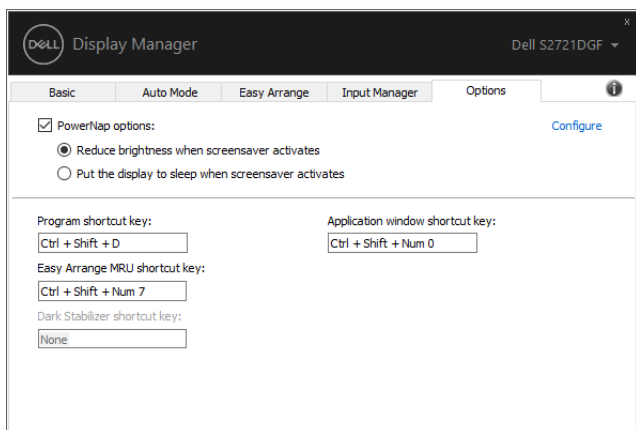 x
DELL Display Manager Dell S2721DGF
Basic Auto Mode Easy Arrange Input Manager Options
PowerNap options: Configure
Reduce brightness when screensaver activates
Put the display to sleep when screensaver activates
Program shortcut key: Application window shortcut key:
Ctrl + Shift + D Ctrl + Shift + Num 0
Easy Arrange MRU shortcut key:
Ctrl + Shift + Num 7
Dark Stabilizer shortcut key:
None